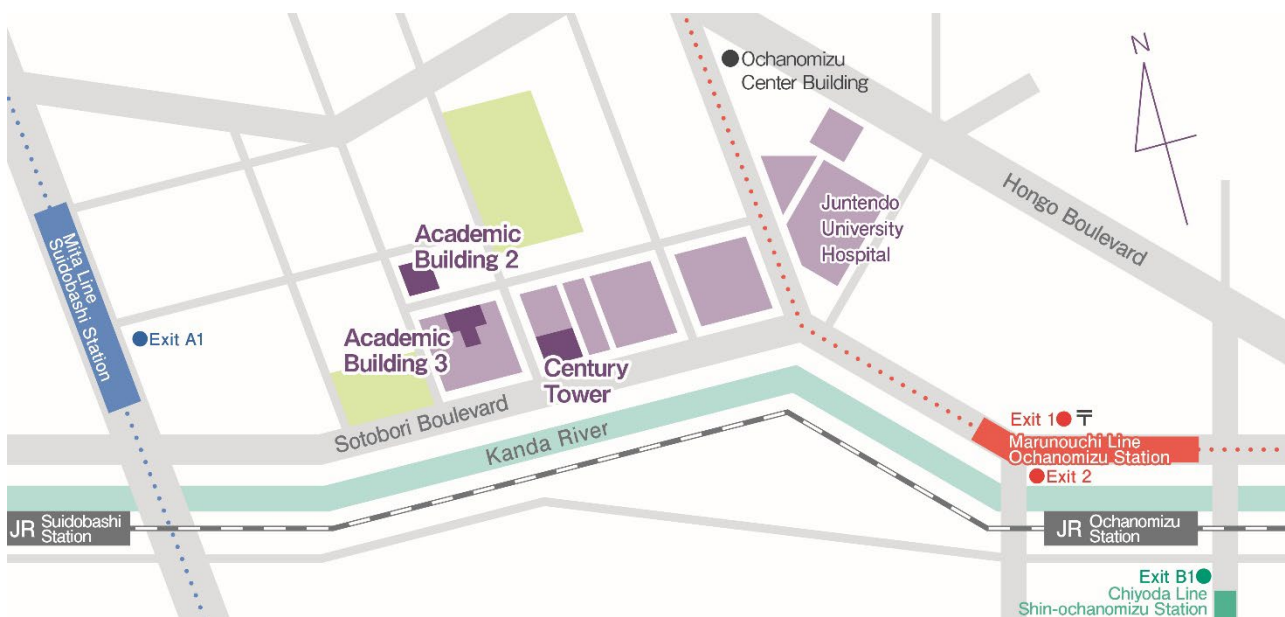 N
Ochanomizu
Center Building
Hongo Boulevard
Juntendo
University
Hospital
Academic
Building 2
Mita Line
Suidobashi Station
Exit A1
Academic
Building 3
Century
Tower
Sotobori Boulevard
Kanda River
Exit 1 〒
Marunouchi Line
Ochanomizu Station
Exit 2
JR Suidobashi
Station
JR Ochanomizu
Station
Exit B1
Chiyoda Line
Shin-ochanomizu Station